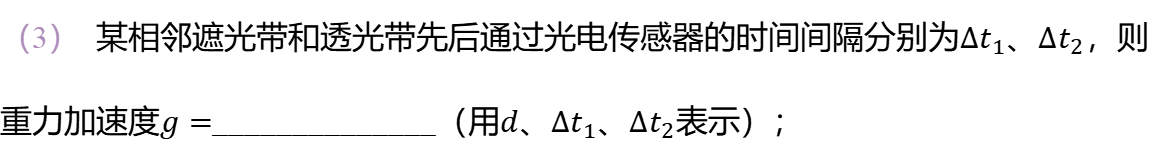 （3） 某相邻遮光带和透光带先后通过光电传感器的时间间隔分别为Δt₁、Δt₂，则
重力加速度g =______________（用d、Δt₁、Δt₂表示）；